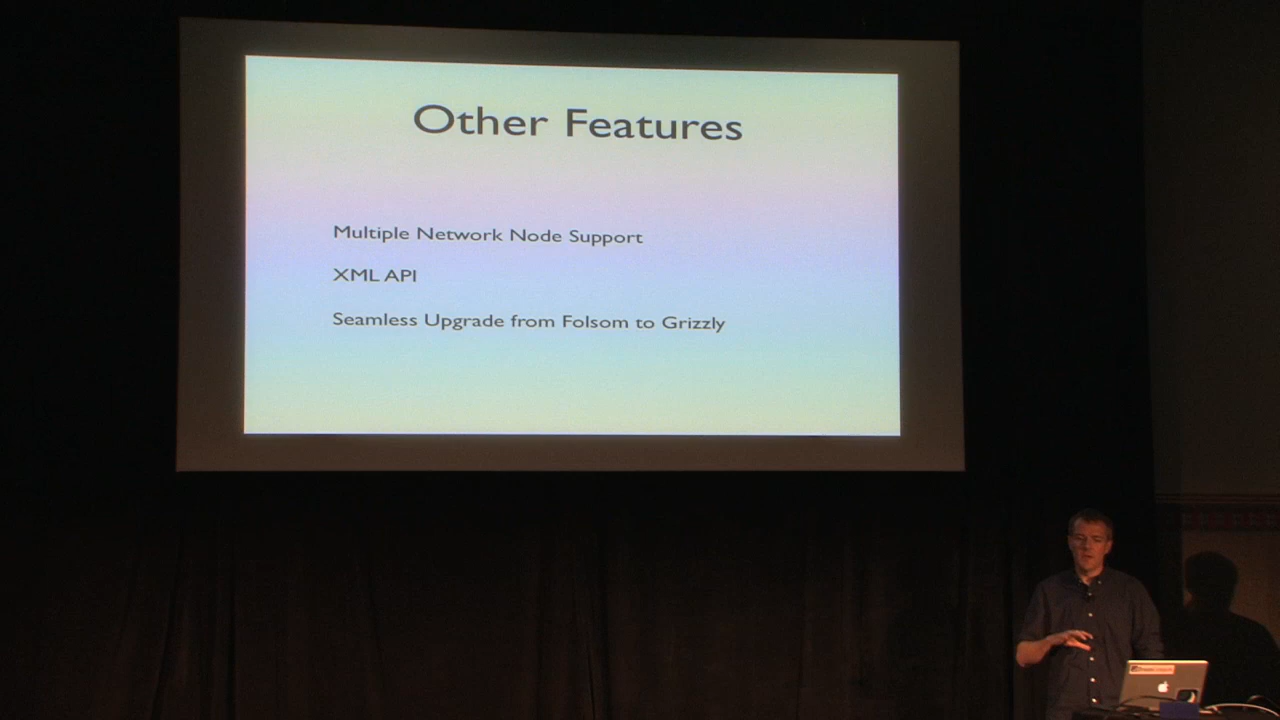 Other Features
Multiple Network Node Support
XML API
Seamless Upgrade from Folsom to Grizzly